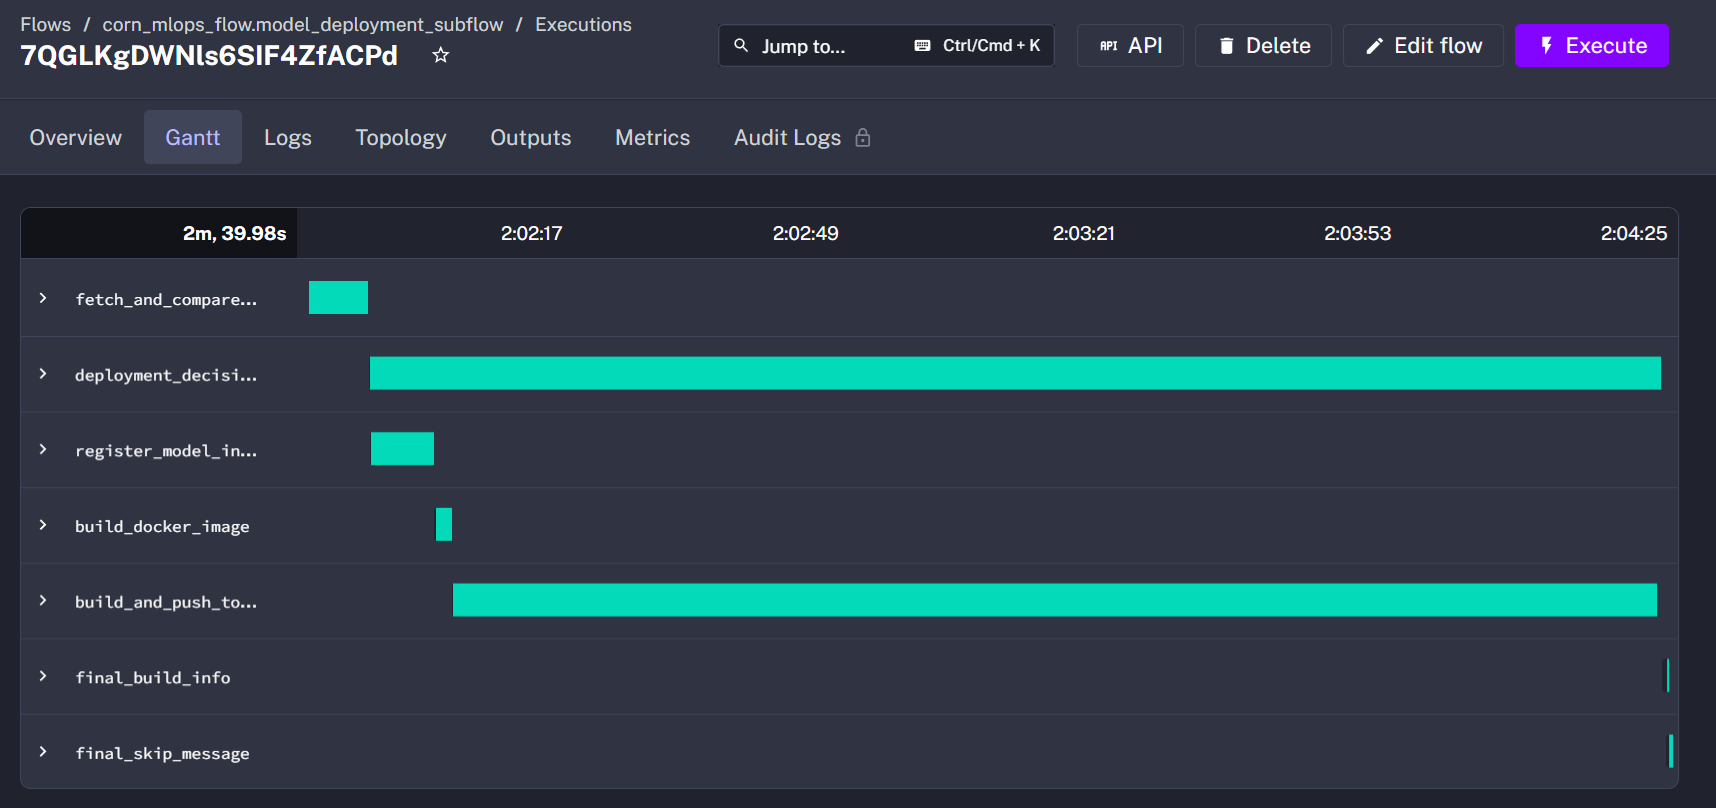 Flows / corn_mlops_flow.model_deployment_subflow / Executions
7QGLKgDWNls6SIF4ZfACPd
Jump to... Ctrl/Cmd + K
API API
Delete
Edit flow
Execute
Overview Gantt Logs Topology Outputs Metrics Audit Logs
2m, 39.98s 2:02:17 2:02:49 2:03:21 2:03:53 2:04:25
fetch_and_compare...
deployment_decisi...
register_model_in...
build_docker_image
build_and_push_to...
final_build_info
final_skip_message